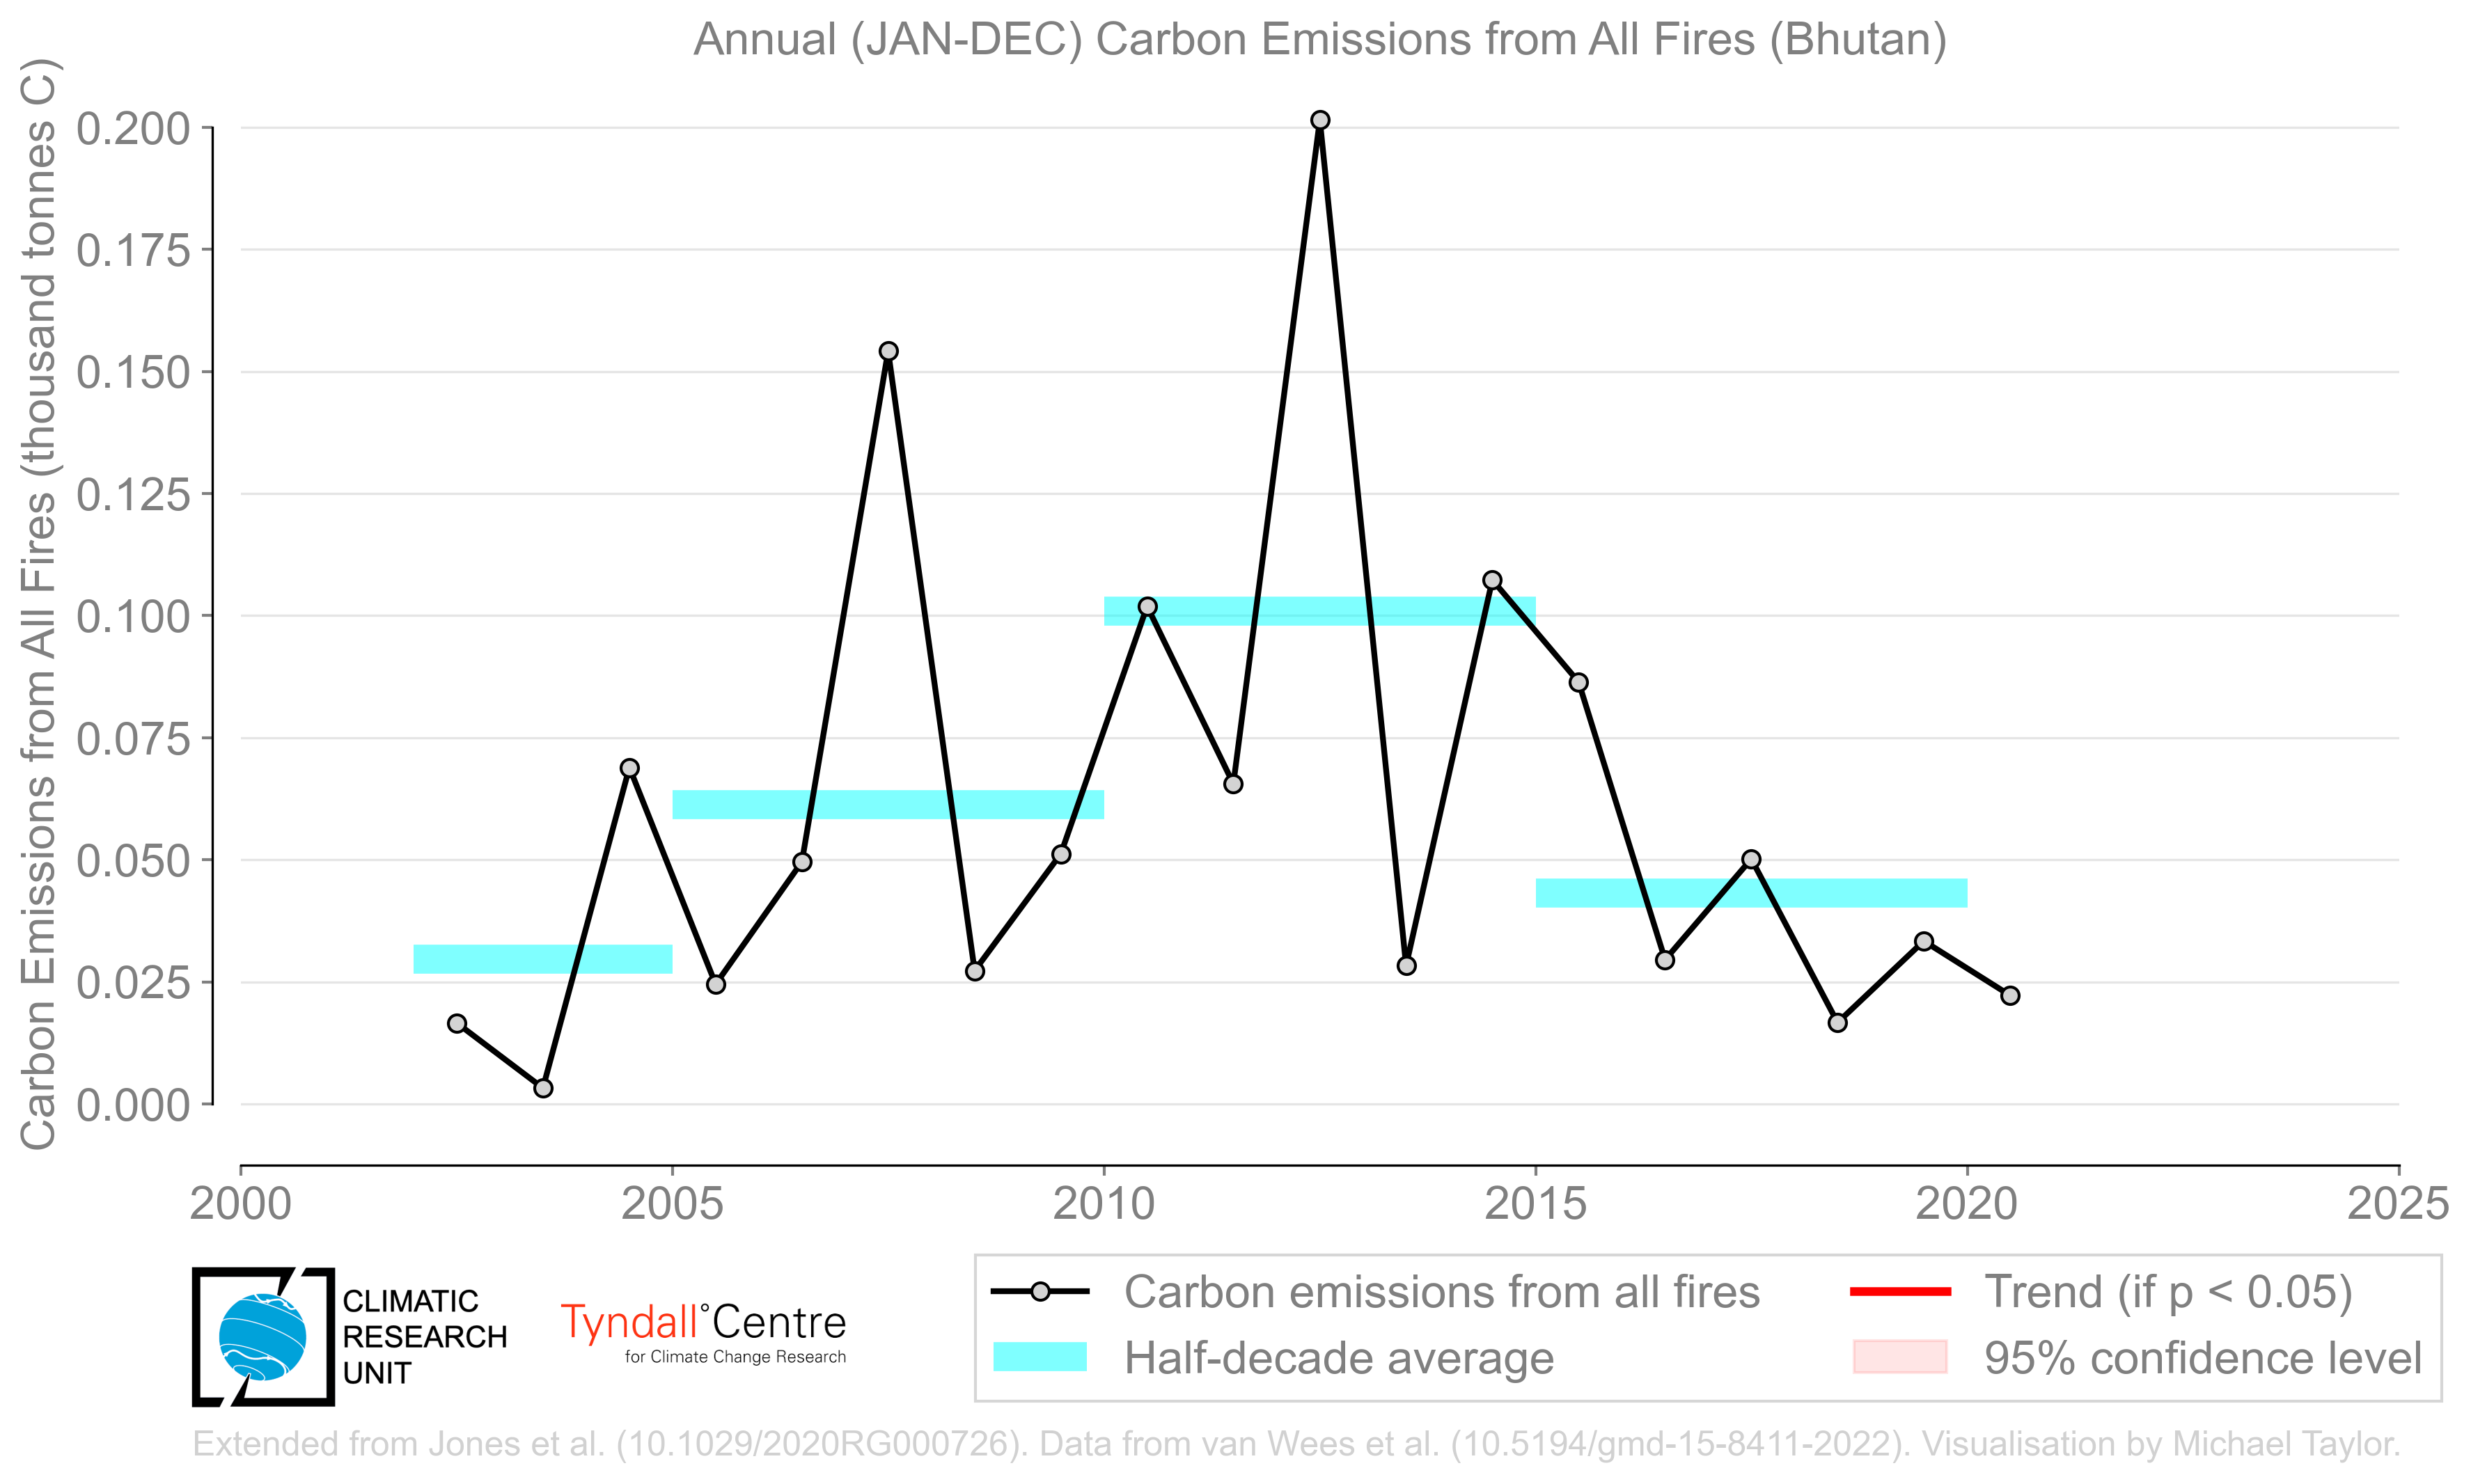 Annual (JAN-DEC) Carbon Emissions from All Fires (Bhutan)
Carbon Emissions from All Fires (thousand tonnes C)
0.200
0.175
0.150
0.125
0.100
0.075
0.050
0.025
0.000
2000
2005
2010
2015
2020
2025
CLIMATIC
RESEARCH
UNIT
Tyndall°Centre
for Climate Change Research
Carbon emissions from all fires
Half-decade average
Trend (if p < 0.05)
95% confidence level
Extended from Jones et al. (10.1029/2020RG000726). Data from van Wees et al. (10.5194/gmd-15-8411-2022). Visualisation by Michael Taylor.